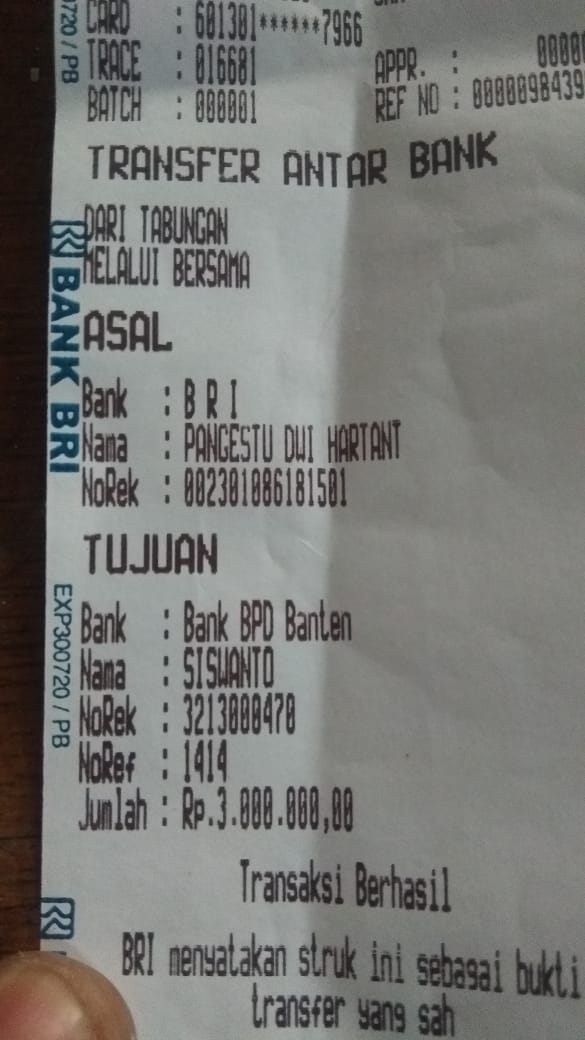 CARD : 601301******7966
TRACE : 016681
BATCH : 000001
APPR. :
REF NO : 0000098439
TRANSFER ANTAR BANK
DARI TABUNGAN
MELALUI BERSAMA
ASAL
Bank : B R I
Nama : PANGESTU DWI HARTANT
NoRek : 002301086181501
TUJUAN
Bank : Bank BPD Banten
Nama : SISWANTO
NoRek : 3213000470
NoRef : 1414
Jumlah : Rp.3.000.000,00
Transaksi Berhasil
BRI menyatakan struk ini sebagai bukti
transfer yang sah
BANK BRI
EXP300720 / PB
0720 / PB